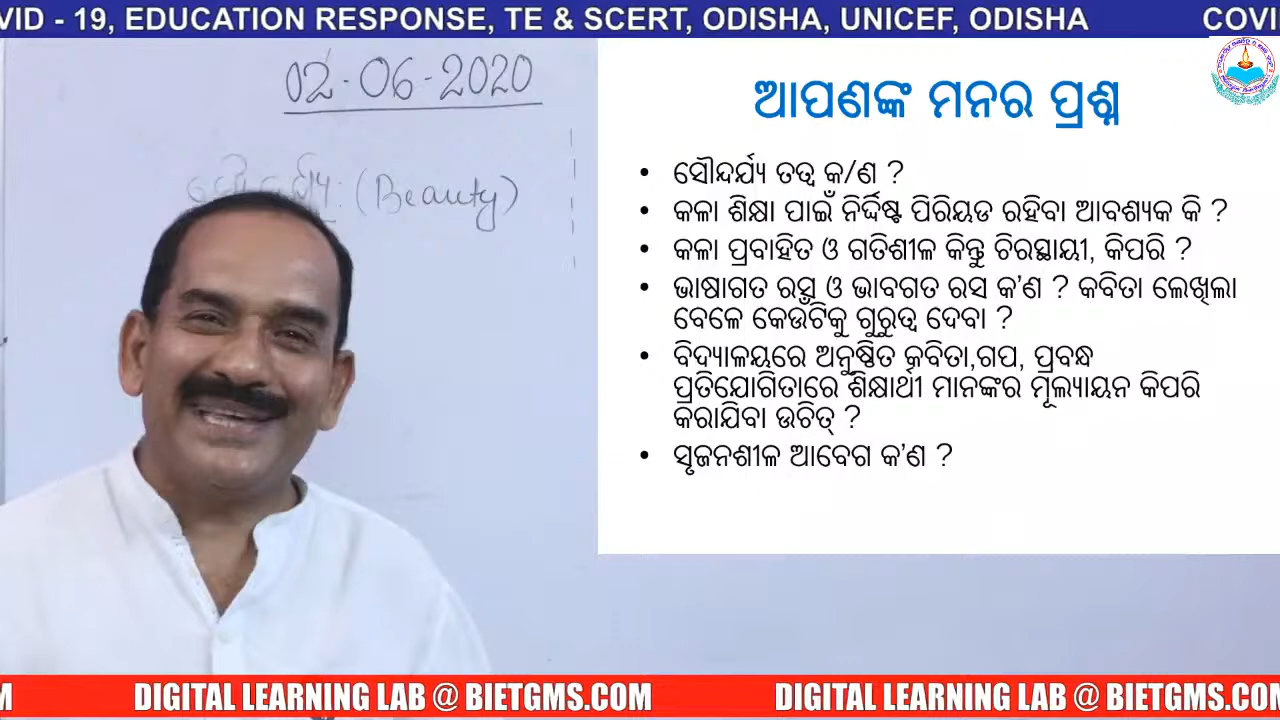 VID - 19, EDUCATION RESPONSE, TE & SCERT, ODISHA, UNICEF, ODISHA COVI
02-06-2020
(Beauty)
ଆପଣଙ୍କ ମନର ପ୍ରଶ୍ନ
• ସୌନ୍ଦର୍ଯ୍ୟ ତତ୍ତ୍ୱ କ/ଣ ?
• କଳା ଶିକ୍ଷା ପାଇଁ ନିର୍ଦ୍ଦିଷ୍ଟ ପିରିୟଡ ରହିବା ଆବଶ୍ୟକ କି ?
• କଳା ପ୍ରବାହିତ ଓ ଗତିଶୀଳ କିନ୍ତୁ ଚିରସ୍ଥାୟୀ, କିପରି ?
• ଭାଷାଗତ ରସ ଓ ଭାବଗତ ରସ କ’ଣ ? କବିତା ଲେଖିଲା
ବେଳେ କେଉଁଟିକୁ ଗୁରୁତ୍ୱ ଦେବା ?
• ବିଦ୍ୟାଳୟରେ ଅନୁଷ୍ଠିତ କବିତା,ଗପ, ପ୍ରବନ୍ଧ
ପ୍ରତିଯୋଗିତାରେ ଶିକ୍ଷାର୍ଥୀ ମାନଙ୍କର ମୂଲ୍ୟାୟନ କିପରି
କରାଯିବା ଉଚିତ୍ ?
• ସୃଜନଶୀଳ ଆବେଗ କ’ଣ ?
M DIGITAL LEARNING LAB @ BIETGMS.COM DIGITAL LEARNING LAB @ BIETGMS.COM